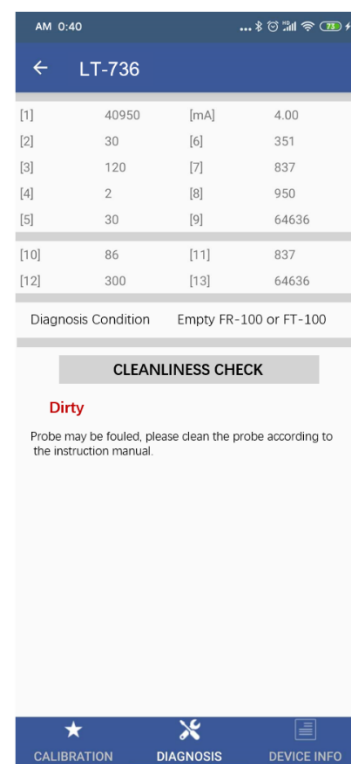 AM 0:40
... 73
← LT-736
[1] 40950 [mA] 4.00
[2] 30 [6] 351
[3] 120 [7] 837
[4] 2 [8] 950
[5] 30 [9] 64636
[10] 86 [11] 837
[12] 300 [13] 64636
Diagnosis Condition Empty FR-100 or FT-100
CLEANLINESS CHECK
Dirty
Probe may be fouled, please clean the probe according to
the instruction manual.
CALIBRATION DIAGNOSIS DEVICE INFO